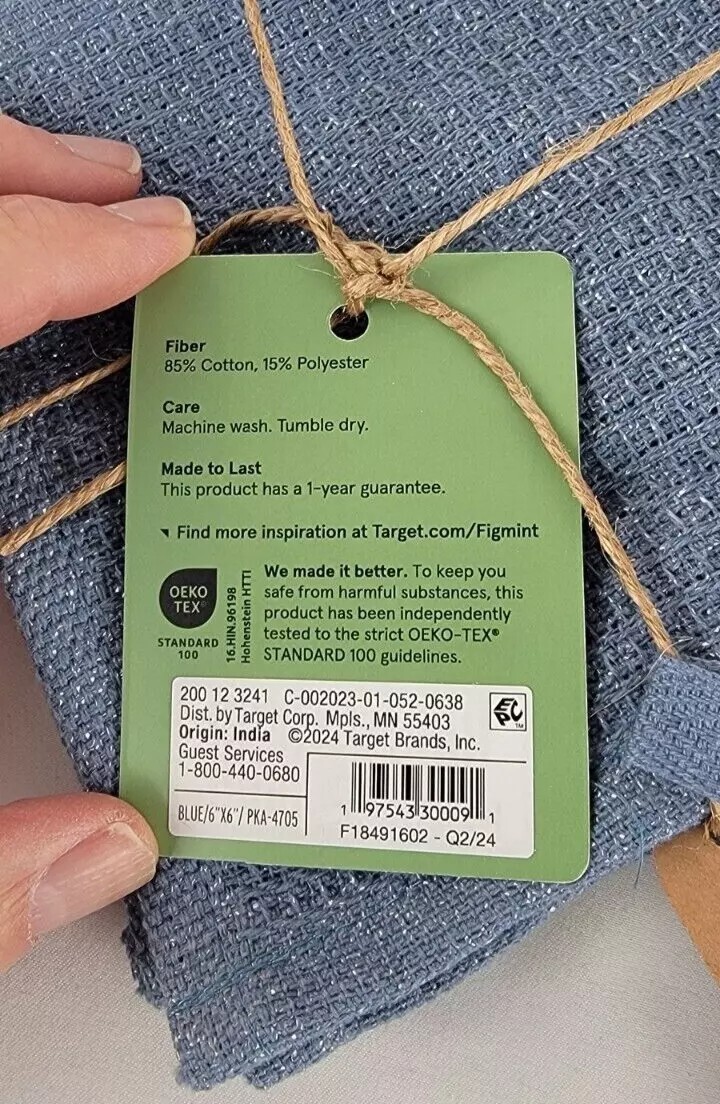 Fiber
85% Cotton, 15% Polyester
Care
Machine wash. Tumble dry.
Made to Last
This product has a 1-year guarantee.
Find more inspiration at Target.com/Figmint
OEKO
TEX®
STANDARD
100
16.HIN.96198
Hohenstein HTTI
We made it better. To keep you
safe from harmful substances, this
product has been independently
tested to the strict OEKO-TEX®
STANDARD 100 guidelines.
200 12 3241 C-002023-01-052-0638
Dist. by Target Corp. Mpls., MN 55403
Origin: India ©2024 Target Brands, Inc.
Guest Services
1-800-440-0680
EPC™
BLUE/6"X6"/ PKA-4705
1 97543 30009 1
F18491602 - Q2/24